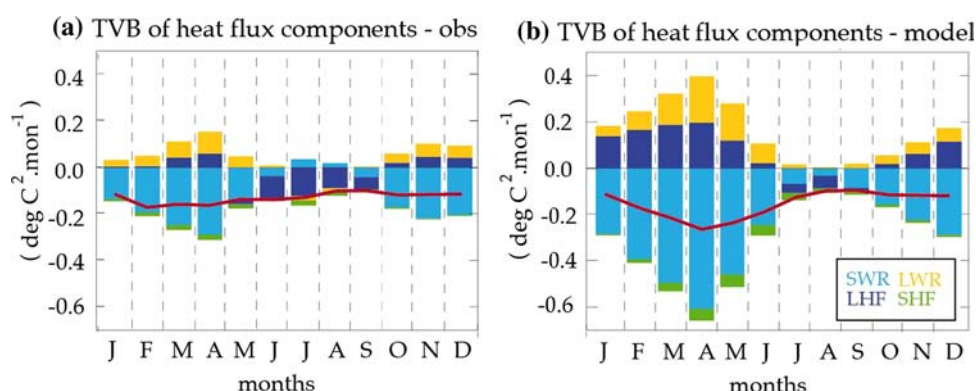 (a) TVB of heat flux components - obs
( deg C 2. mon-1 )
0.4
0.2
0.0
-0.2
-0.4
-0.6
J F M A M J J A S O N D
months
(b) TVB of heat flux components - model
( deg C 2. mon-1 )
0.4
0.2
0.0
-0.2
-0.4
-0.6
SWR LWR
LHF SHF
J F M A M J J A S O N D
months